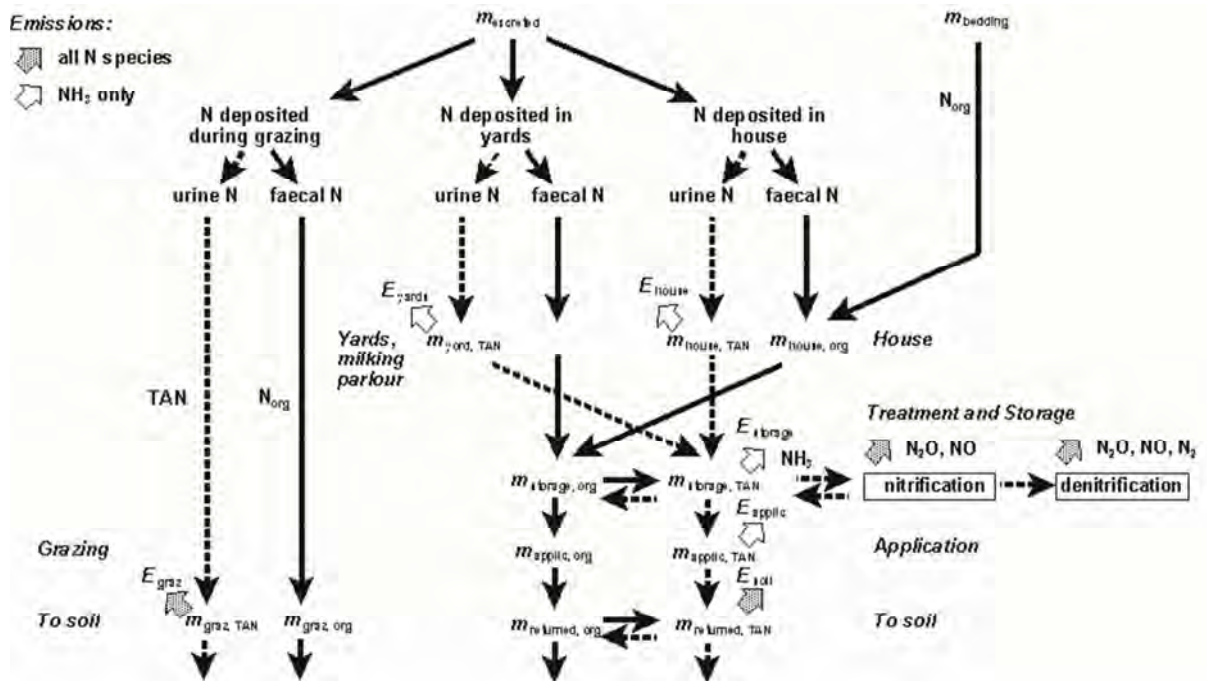 Emissions:
all N species
NH3 only
mexcreted
mbedding
Norg
N deposited
during grazing
N deposited in
yards
N deposited in
house
urine N
faecal N
urine N
faecal N
urine N
faecal N
Eyards
Ehouse
myard, TAN
mhouse, TAN
mhouse, org
House
Yards,
milking
parlour
TAN
Norg
Treatment and Storage
Estorage
NH3
N2O, NO
N2O, NO, N2
mstorage, org
mstorage, TAN
nitrification
denitrification
Eapplic
Grazing
mapplic, org
mapplic, TAN
Application
Egraz
Esoil
To soil
mgraz, TAN
mgraz, org
mreturned, org
mreturned, TAN
To soil